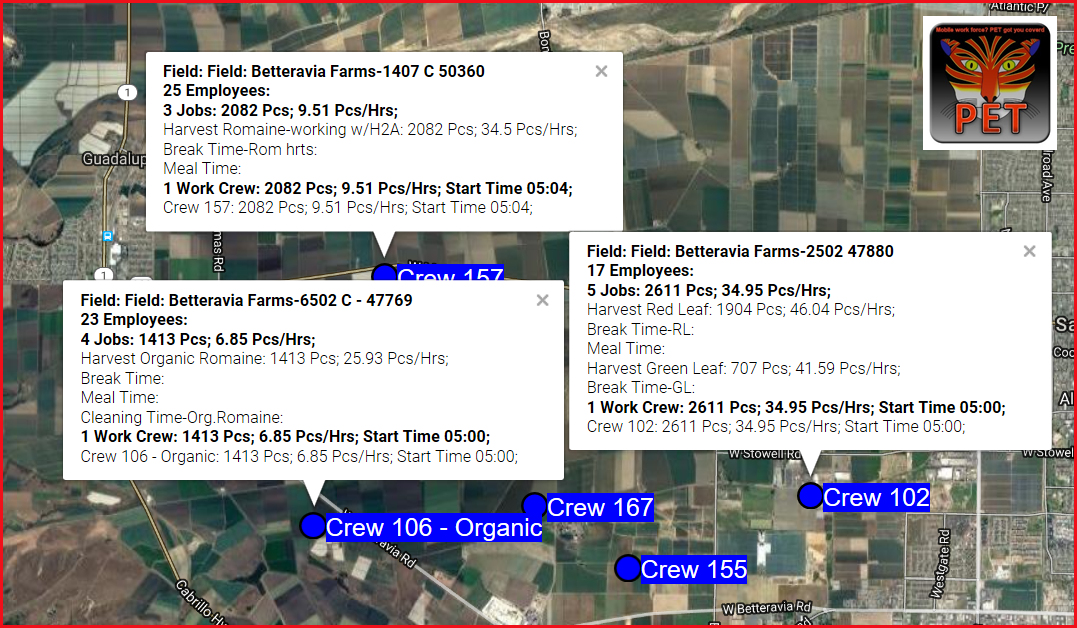 Atlantic Pl
Mobile work force? PET got you coverd
PET
Field: Field: Betteravia Farms-1407 C 50360
25 Employees:
3 Jobs: 2082 Pcs; 9.51 Pcs/Hrs;
Harvest Romaine-working w/H2A: 2082 Pcs; 34.5 Pcs/Hrs;
Break Time-Rom hrts:
Meal Time:
1 Work Crew: 2082 Pcs; 9.51 Pcs/Hrs; Start Time 05:04;
Crew 157: 2082 Pcs; 9.51 Pcs/Hrs; Start Time 05:04;
1
Guadalup
road Ave
mas Rd
1
Crew 157
Field: Field: Betteravia Farms-2502 47880
17 Employees:
5 Jobs: 2611 Pcs; 34.95 Pcs/Hrs;
Harvest Red Leaf: 1904 Pcs; 46.04 Pcs/Hrs;
Break Time-RL:
Meal Time:
Harvest Green Leaf: 707 Pcs; 41.59 Pcs/Hrs;
Break Time-GL:
1 Work Crew: 2611 Pcs; 34.95 Pcs/Hrs; Start Time 05:00;
Crew 102: 2611 Pcs; 34.95 Pcs/Hrs; Start Time 05:00;
Field: Field: Betteravia Farms-6502 C - 47769
23 Employees:
4 Jobs: 1413 Pcs; 6.85 Pcs/Hrs;
Harvest Organic Romaine: 1413 Pcs; 25.93 Pcs/Hrs;
Break Time:
Meal Time:
Cleaning Time-Org.Romaine:
1 Work Crew: 1413 Pcs; 6.85 Pcs/Hrs; Start Time 05:00;
Crew 106 - Organic: 1413 Pcs; 6.85 Pcs/Hrs; Start Time 05:00;
W Stowell Rd
W Stowel
Crew 102
Crew 167
Crew 106 - Organic
avia Rd
Crew 155
Westgate Rd
Cabrillo H
W Betteravia Rd